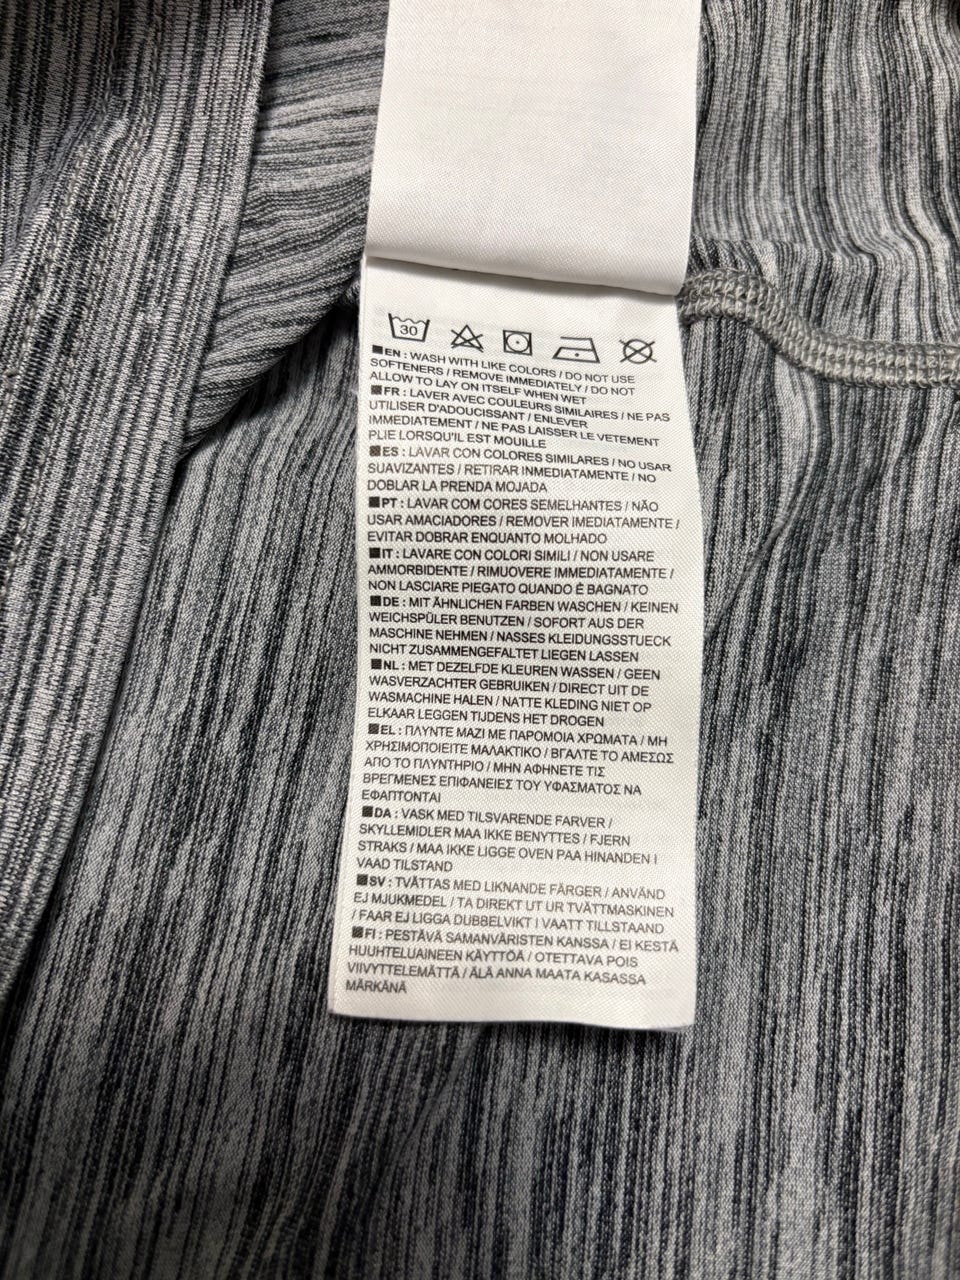 30
EN : WASH WITH LIKE COLORS / DO NOT USE
SOFTENERS / REMOVE IMMEDIATELY / DO NOT
ALLOW TO LAY ON ITSELF WHEN WET
FR : LAVER AVEC COULEURS SIMILAIRES / NE PAS
UTILISER D'ADOUCISSANT / ENLEVER
IMMEDIATEMENT / NE PAS LAISSER LE VETEMENT
PLIE LORSQU'IL EST MOUILLE
ES : LAVAR CON COLORES SIMILARES / NO USAR
SUAVIZANTES / RETIRAR INMEDIATAMENTE / NO
DOBLAR LA PRENDA MOJADA
PT : LAVAR COM CORES SEMELHANTES / NÃO
USAR AMACIADORES / REMOVER IMEDIATAMENTE /
EVITAR DOBRAR ENQUANTO MOLHADO
IT : LAVARE CON COLORI SIMILI / NON USARE
AMMORBIDENTE / RIMUOVERE IMMEDIATAMENTE /
NON LASCIARE PIEGATO QUANDO È BAGNATO
DE : MIT ÄHNLICHEN FARBEN WASCHEN / KEINEN
WEICHSPÜLER BENUTZEN / SOFORT AUS DER
MASCHINE NEHMEN / NASSES KLEIDUNGSSTUECK
NICHT ZUSAMMENGEFALTET LIEGEN LASSEN
NL : MET DEZELFDE KLEUREN WASSEN / GEEN
WASVERZACHTER GEBRUIKEN / DIRECT UIT DE
WASMACHINE HALEN / NATTE KLEDING NIET OP
ELKAAR LEGGEN TIJDENS HET DROGEN
EL : ΠΛΥΝΤΕ ΜΑΖΙ ΜΕ ΠΑΡΟΜΟΙΑ ΧΡΩΜΑΤΑ / ΜΗ
ΧΡΗΣΙΜΟΠΟΙΕΙΤΕ ΜΑΛΑΚΤΙΚΟ / ΒΓΑΛΤΕ ΤΟ ΑΜΕΣΩΣ
ΑΠΟ ΤΟ ΠΛΥΝΤΗΡΙΟ / ΜΗΝ ΑΦΗΝΕΤΕ ΤΙΣ
ΒΡΕΓΜΕΝΕΣ ΕΠΙΦΑΝΕΙΕΣ ΤΟΥ ΥΦΑΣΜΑΤΟΣ ΝΑ
ΕΦΑΠΤΟΝΤΑΙ
DA : VASK MED TILSVARENDE FARVER /
SKYLLEMIDLER MAA IKKE BENYTTES / FJERN
STRAKS / MAA IKKE LIGGE OVEN PAA HINANDEN I
VAAD TILSTAND
SV : TVÄTTAS MED LIKNANDE FÄRGER / ANVÄND
EJ MJUKMEDEL / TA DIREKT UT UR TVÄTTMASKINEN
/ FAAR EJ LIGGA DUBBELVIKT I VAATT TILLSTAAND
FI : PESTÄVÄ SAMANVÄRISTEN KANSSA / EI KESTÄ
HUUHTELUAINEEN KÄYTTÖÄ / OTETTAVA POIS
VIIVYTTELEMÄTTÄ / ÄLÄ ANNA MAATA KASASSA
MÄRKÄNÄ